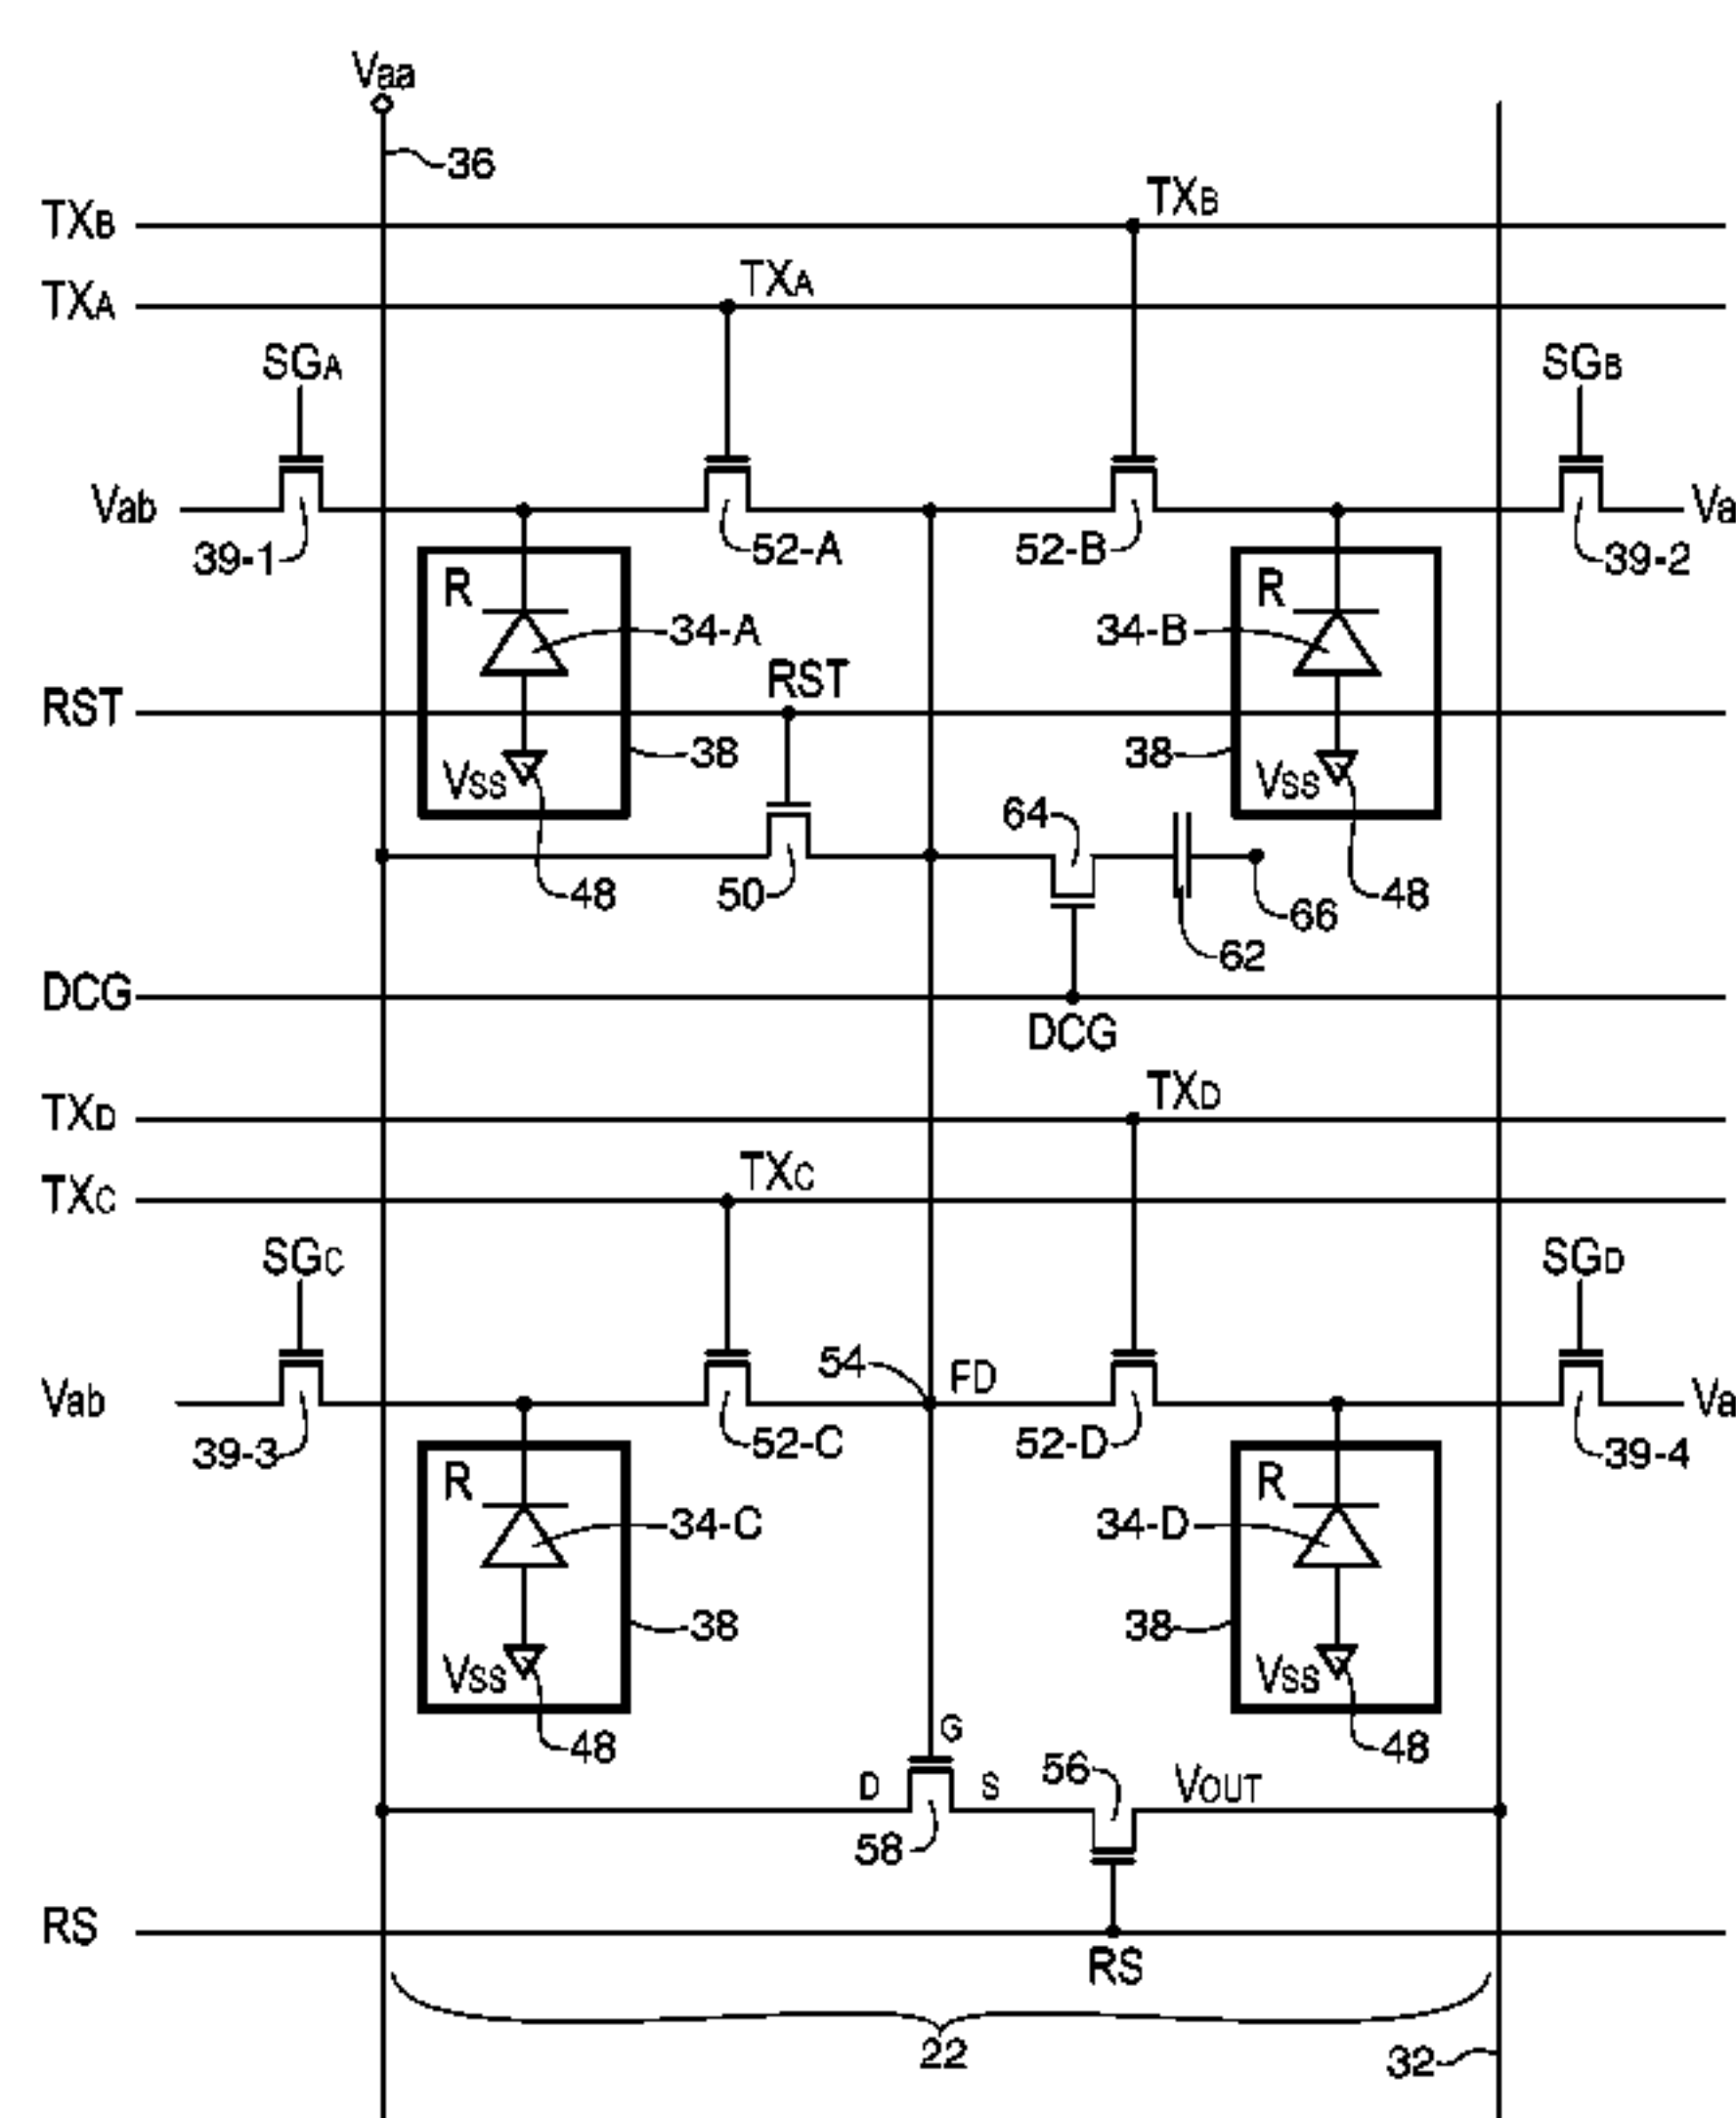 Vaa
36
TXB TXB
TXA TXA
SGA SGB
Vab Va
39-1 52-A 52-B 39-2
R R
34-A 34-B
RST RST
38 38
VSS VSS
64
48 50 48
66
62
DCG
DCG
TXD TXD
TXC TXC
SGC SGD
54 FD
Vab Va
39-3 52-C 52-D 39-4
R R
34-C 34-D
38 38
VSS VSS
G
48 48
D S 56 VOUT
58
RS
RS
22
32